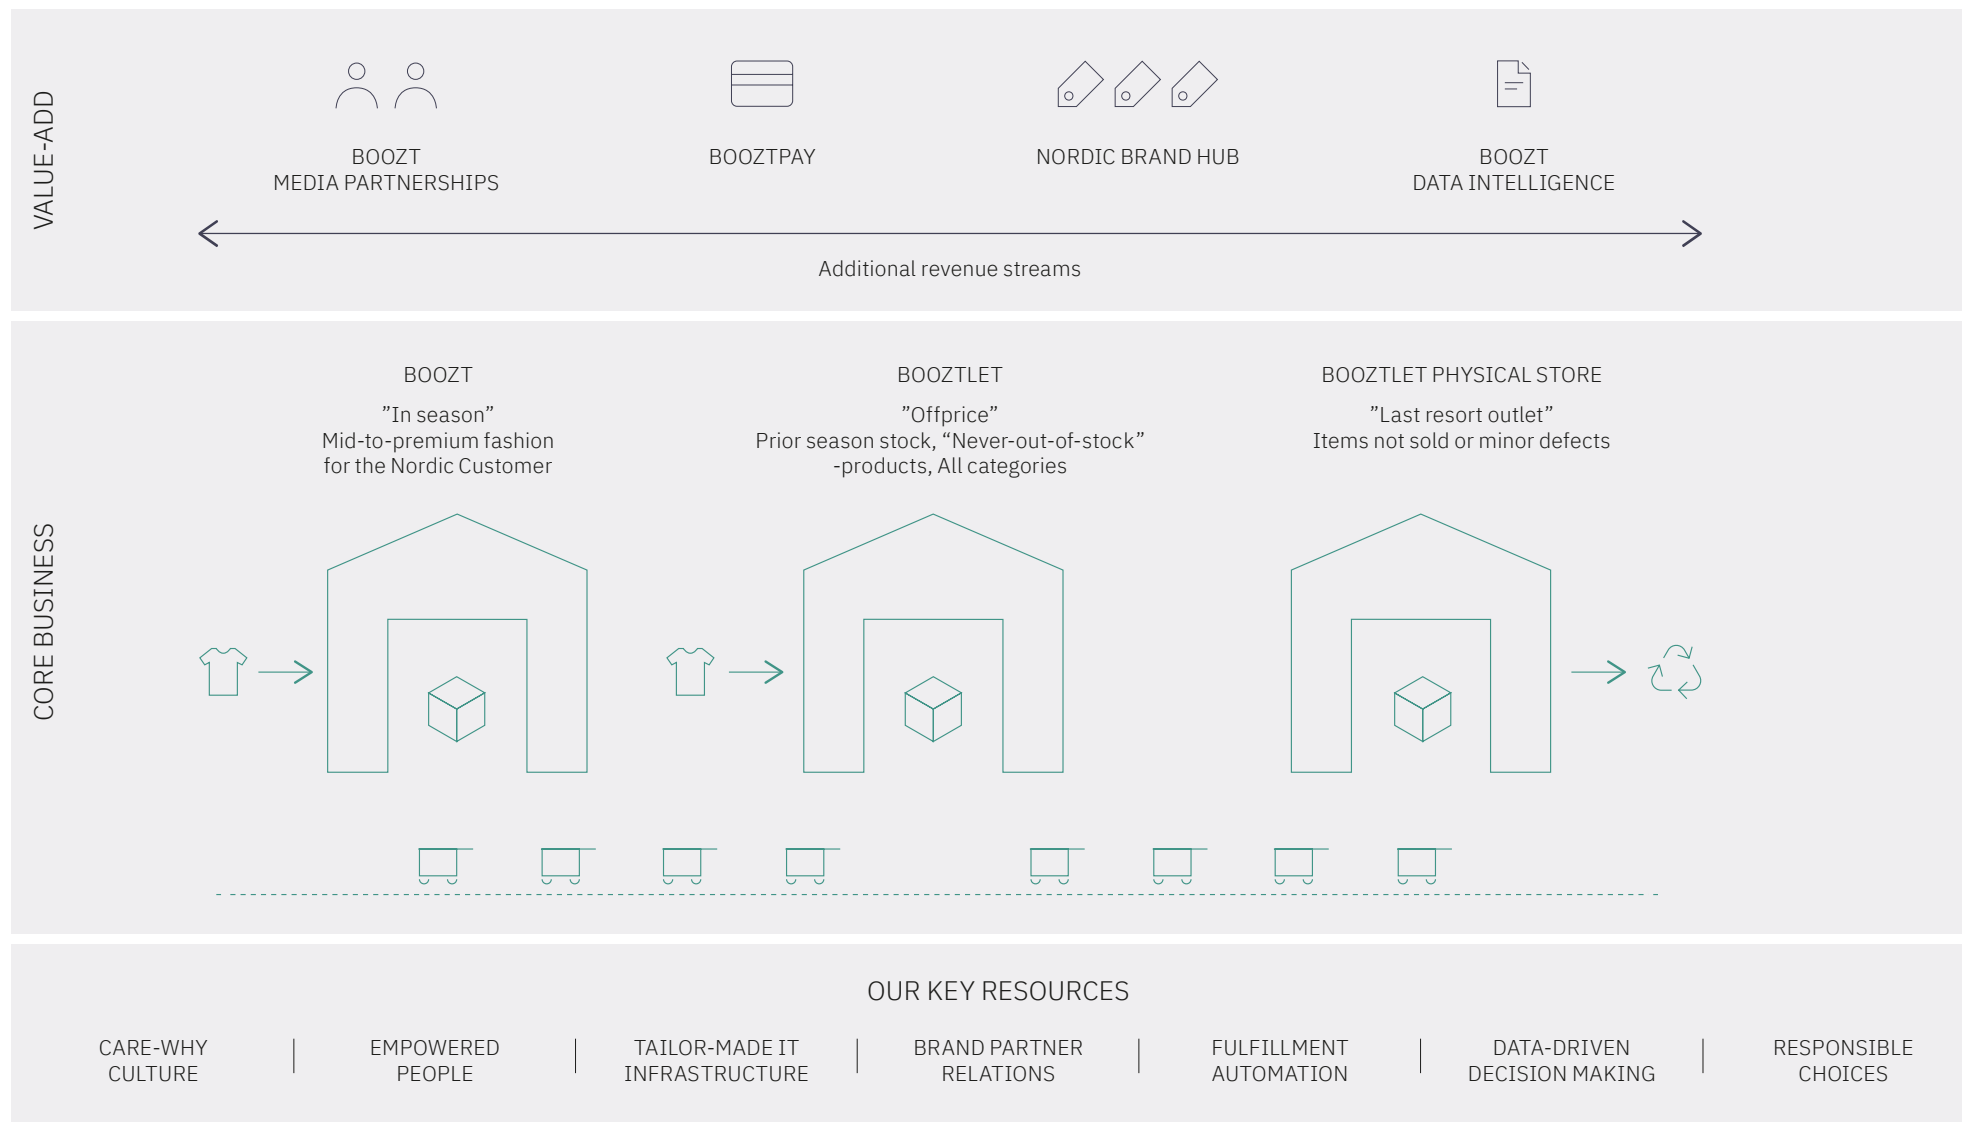 VALUE-ADD
BOOZT
MEDIA PARTNERSHIPS
BOOZTPAY
NORDIC BRAND HUB
BOOZT
DATA INTELLIGENCE
Additional revenue streams
CORE BUSINESS
BOOZT
”In season”
Mid-to-premium fashion
for the Nordic Customer
BOOZTLET
”Offprice”
Prior season stock, “Never-out-of-stock”
-products, All categories
BOOZTLET PHYSICAL STORE
”Last resort outlet”
Items not sold or minor defects
OUR KEY RESOURCES
CARE-WHY
CULTURE
EMPOWERED
PEOPLE
TAILOR-MADE IT
INFRASTRUCTURE
BRAND PARTNER
RELATIONS
FULFILLMENT
AUTOMATION
DATA-DRIVEN
DECISION MAKING
RESPONSIBLE
CHOICES